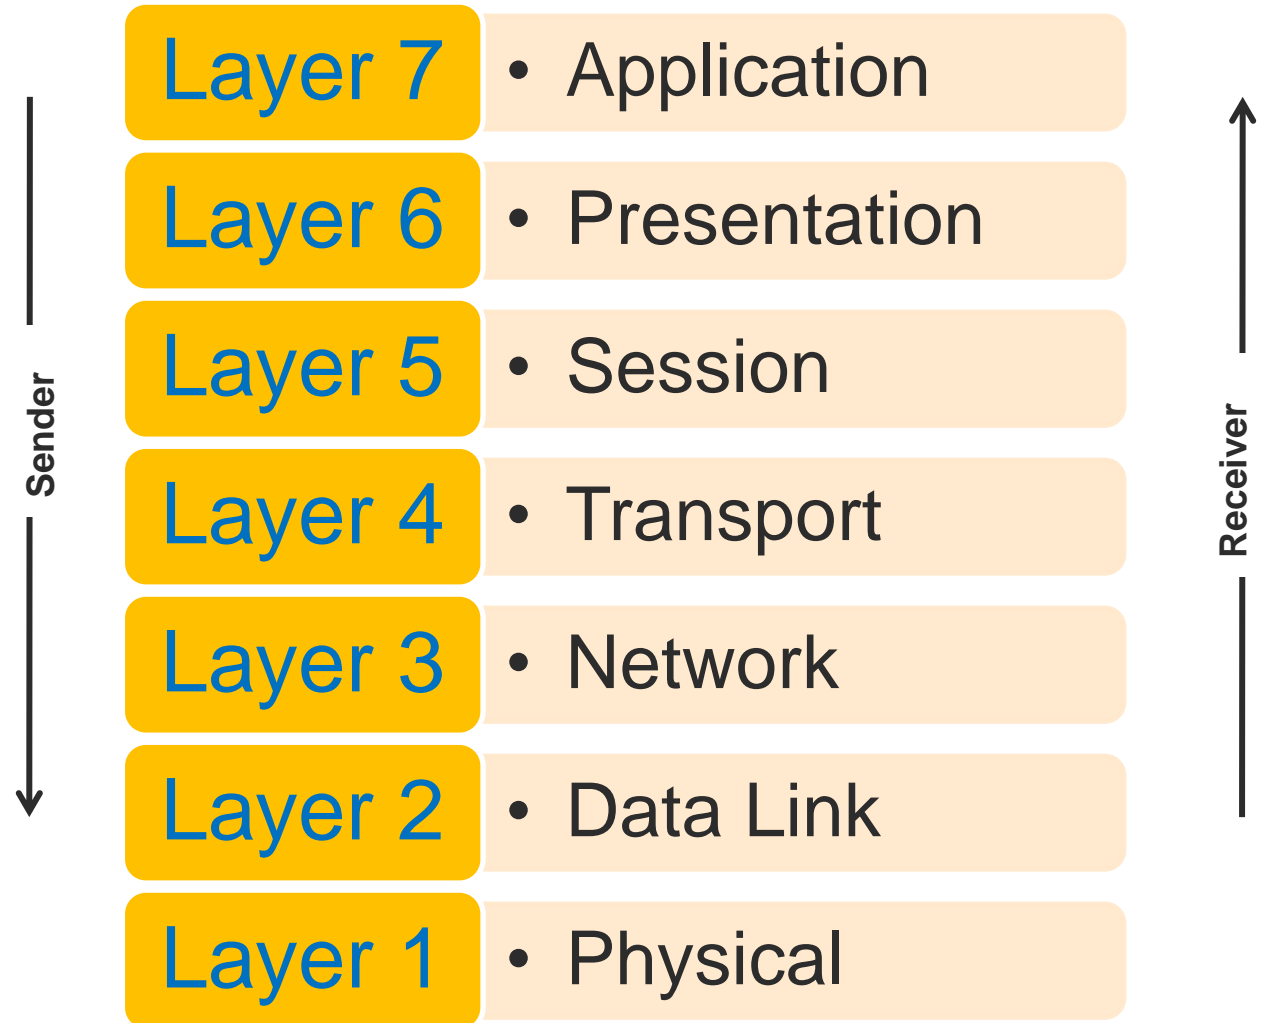 Layer 7 • Application
Layer 6 • Presentation
Layer 5 • Session
Layer 4 • Transport
Layer 3 • Network
Layer 2 • Data Link
Layer 1 • Physical
Sender
Receiver